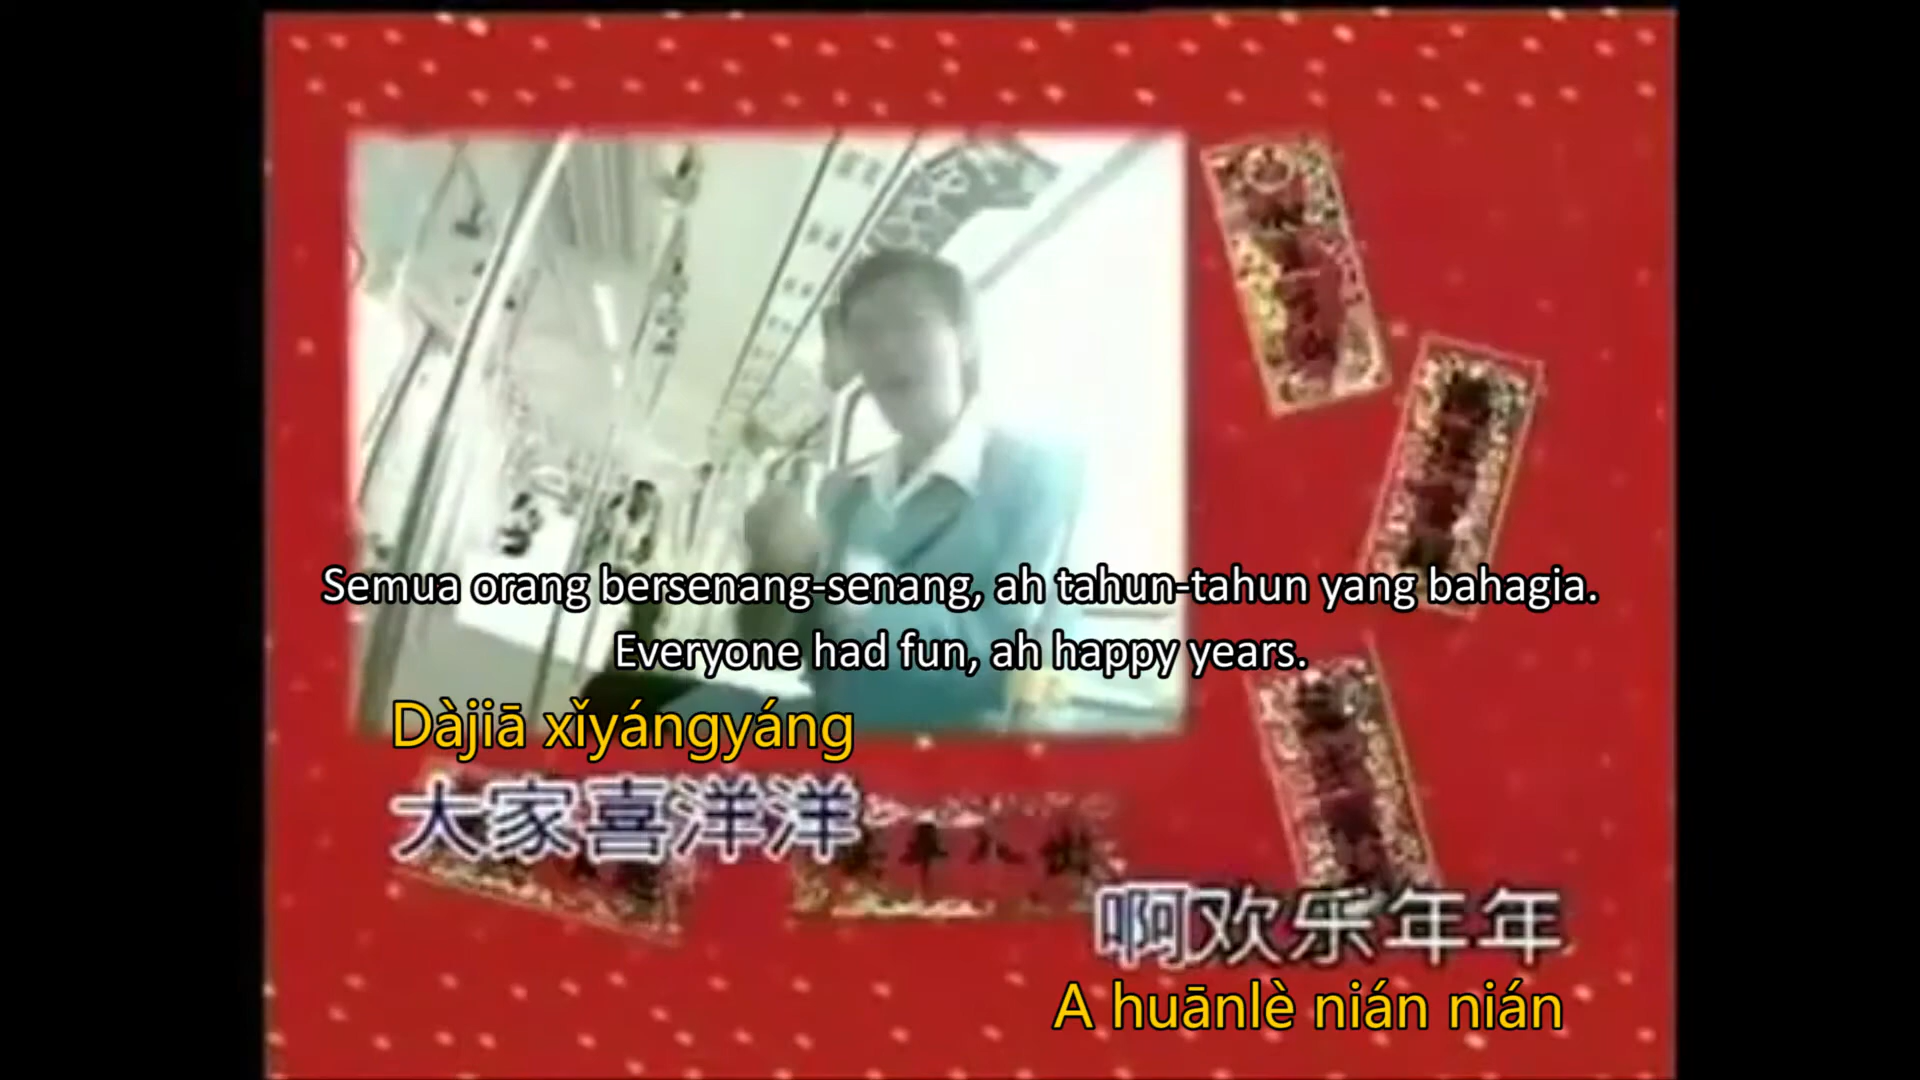 Semua orang bersenang-senang, ah tahun-tahun yang bahagia.
Everyone had fun, ah happy years.
Dàjiā xǐyángyáng
大家喜洋洋
啊欢乐年年
A huānlè nián nián